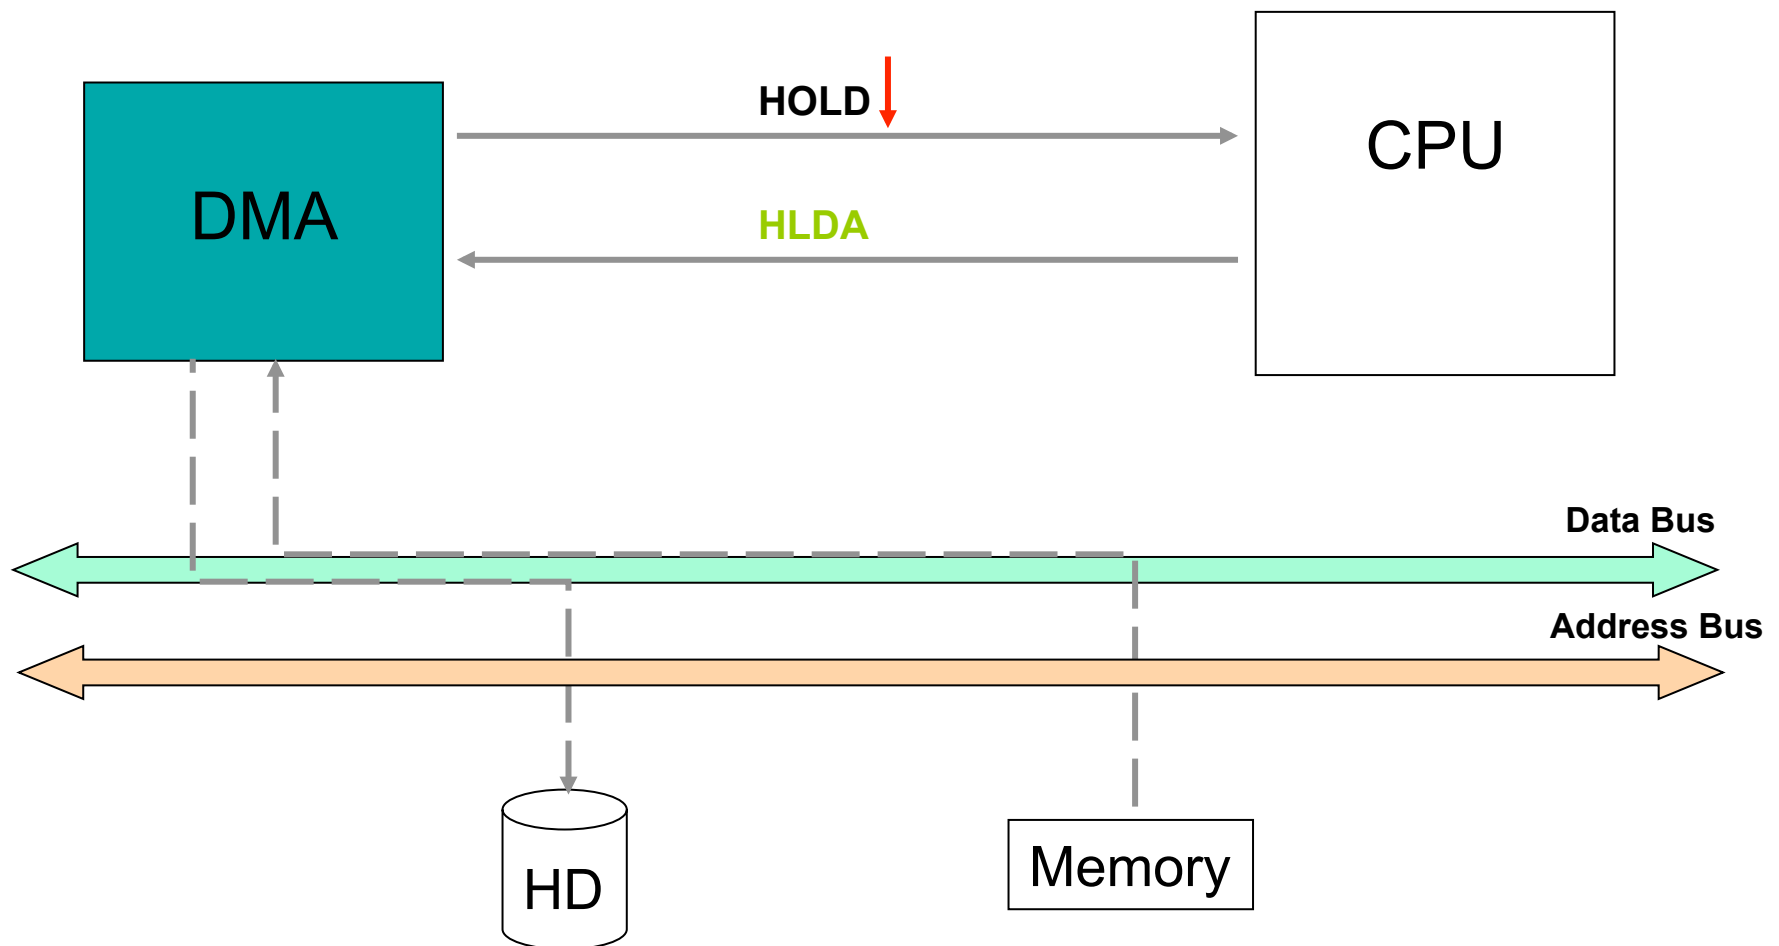 HOLD
CPU
DMA
HLDA
Data Bus
Address Bus
HD
Memory